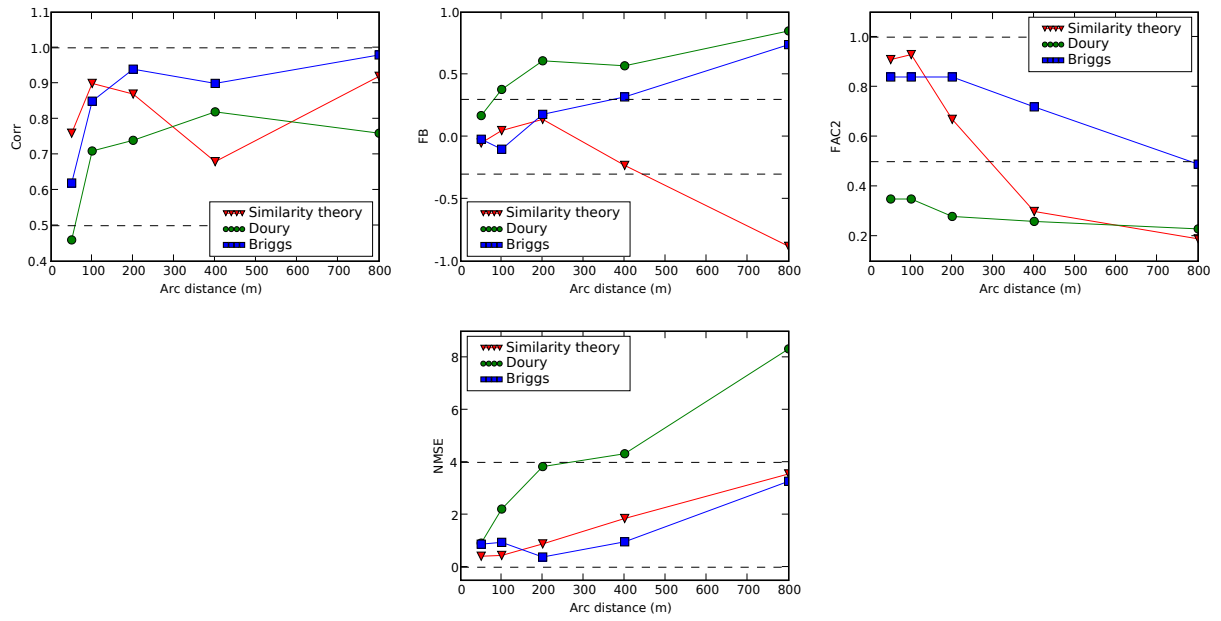 1.1
1.0
0.9
0.8
0.7
0.6
0.5
0.4
Corr
Similarity theory
Doury
Briggs
0 100 200 300 400 500 600 700 800
Arc distance (m)
1.0
0.5
0.0
-0.5
-1.0
FB
Similarity theory
Doury
Briggs
0 100 200 300 400 500 600 700 800
Arc distance (m)
1.0
0.8
0.6
0.4
0.2
FAC2
Similarity theory
Doury
Briggs
0 100 200 300 400 500 600 700 800
Arc distance (m)
8
6
4
2
0
NMSE
Similarity theory
Doury
Briggs
0 100 200 300 400 500 600 700 800
Arc distance (m)